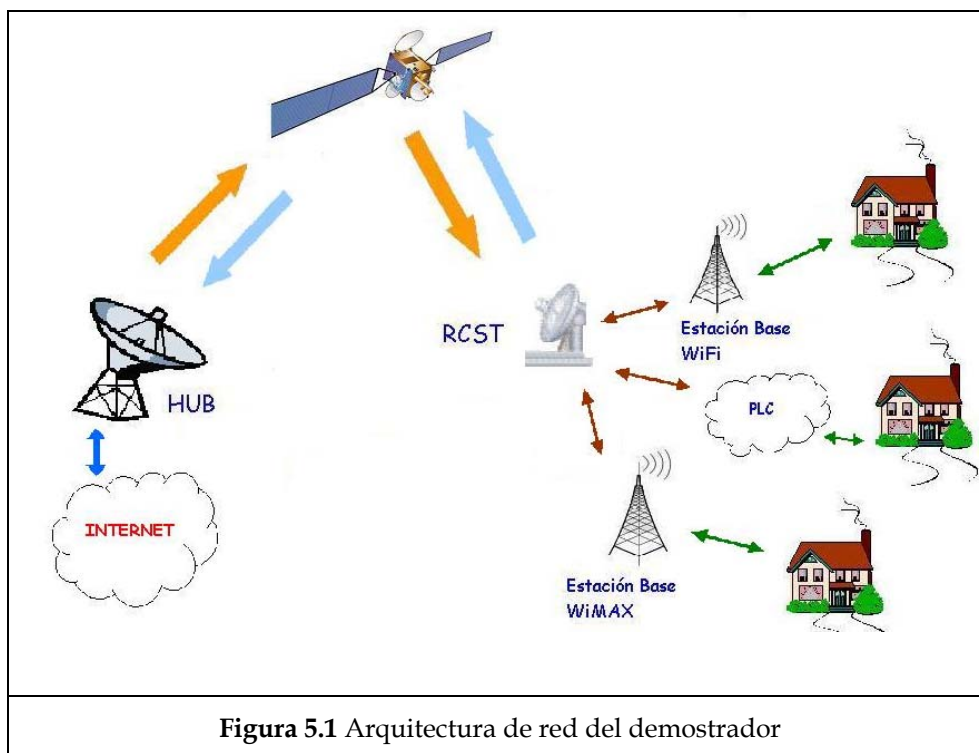 RCST
Estación Base
WiFi
HUB
PLC
INTERNET
Estación Base
WiMAX
Figura 5.1 Arquitectura de red del demostrador